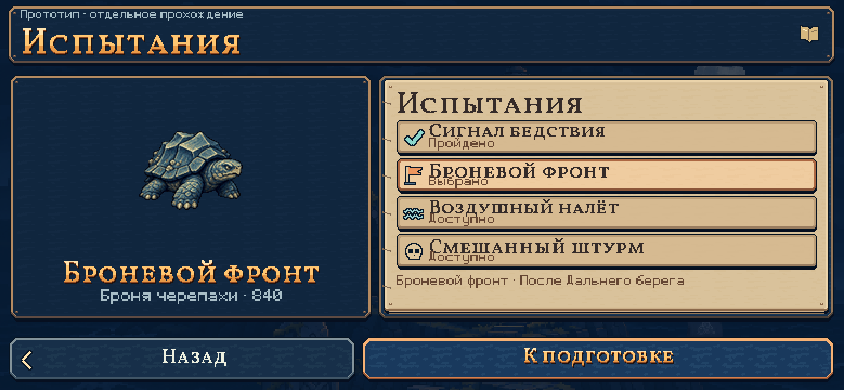 Прототип · отдельное прохождение
Испытания
Броневой фронт
Броня черепахи · 840
Испытания
Сигнал бедствия
Пройдено
Броневой фронт
Выбрано
Воздушный налёт
Доступно
Смешанный штурм
Доступно
Броневой фронт · После Дальнего берега
Назад
К подготовке